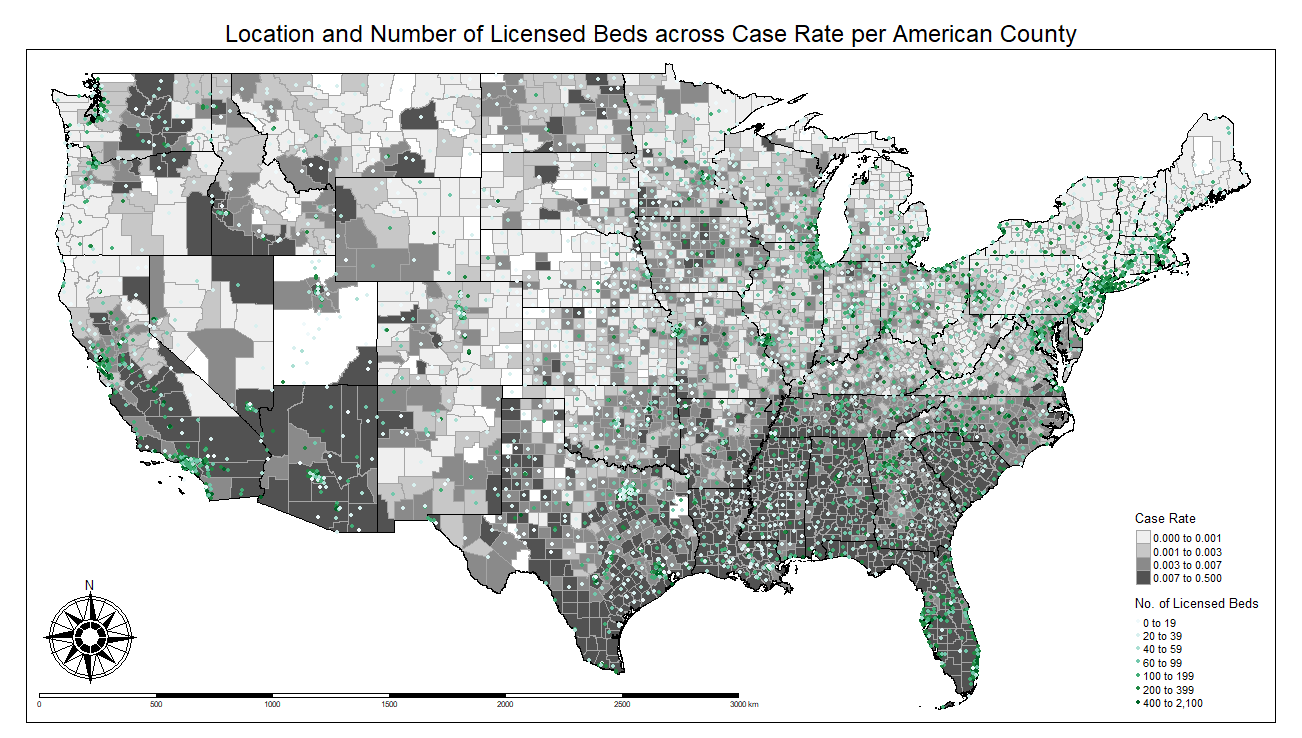 Location and Number of Licensed Beds across Case Rate per American County
Case Rate
0.000 to 0.001
0.001 to 0.003
0.003 to 0.007
0.007 to 0.500
No. of Licensed Beds
0 to 19
20 to 39
40 to 59
60 to 99
100 to 199
200 to 399
400 to 2,100
N
0 500 1000 1500 2000 2500 3000 km